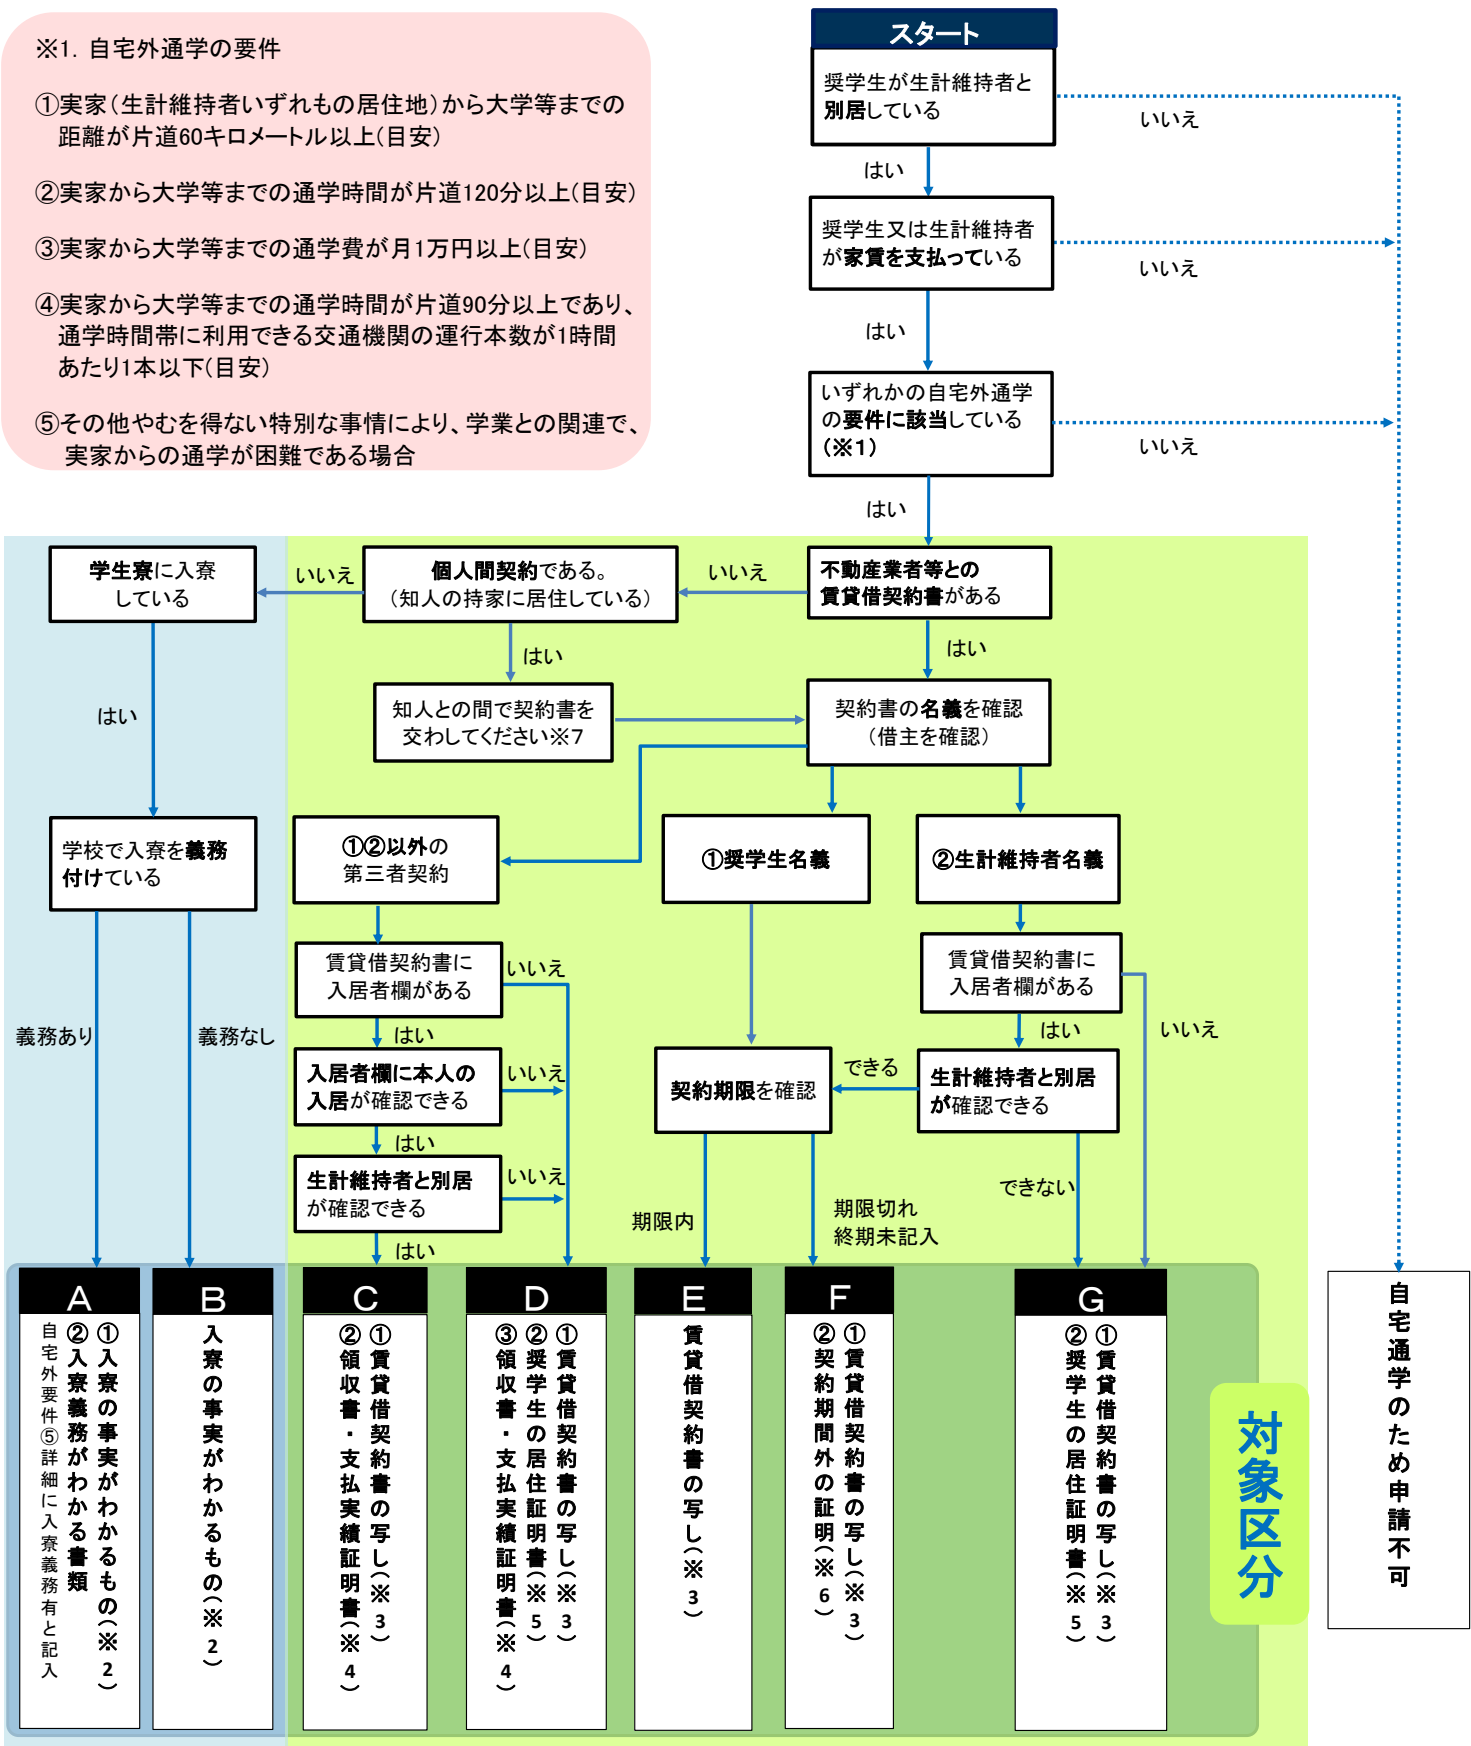 ※1. 自宅外通学の要件
①実家(生計維持者いずれもの居住地)から大学等までの
距離が片道60キロメートル以上(目安)
②実家から大学等までの通学時間が片道120分以上(目安)
③実家から大学等までの通学費が月1万円以上(目安)
④実家から大学等までの通学時間が片道90分以上であり、
通学時間帯に利用できる交通機関の運行本数が1時間
あたり1本以下(目安)
⑤その他やむを得ない特別な事情により、学業との関連で、
実家からの通学が困難である場合
スタート
奨学生が生計維持者と
別居している
いいえ
はい
奨学生又は生計維持者
が家賃を支払っている
いいえ
はい
いずれかの自宅外通学
の要件に該当している
(※1)
いいえ
はい
不動産業者等との
賃貸借契約書がある
いいえ
個人間契約である。
(知人の持家に居住している)
いいえ
学生寮に入寮
している
はい
はい
はい
知人との間で契約書を
交わしてください※7
契約書の名義を確認
(借主を確認)
学校で入寮を義務
付けている
①②以外の
第三者契約
①奨学生名義
②生計維持者名義
賃貸借契約書に
入居者欄がある
いいえ
賃貸借契約書に
入居者欄がある
義務あり
義務なし
はい
はい
いいえ
入居者欄に本人の
入居が確認できる
いいえ
契約期限を確認
できる
生計維持者と別居
が確認できる
はい
生計維持者と別居
が確認できる
いいえ
できない
期限内
期限切れ
終期未記入
はい
A
①入寮の事実がわかるもの(※2)
②入寮義務がわかる書類
自宅外要件⑤詳細に入寮義務有と記入
B
入寮の事実がわかるもの(※2)
C
①賃貸借契約書の写し(※3)
②領収書・支払実績証明書(※4)
D
①賃貸借契約書の写し(※3)
②奨学生の居住証明書(※5)
③領収書・支払実績証明書(※4)
E
賃貸借契約書の写し(※3)
F
①賃貸借契約書の写し(※3)
②契約期間外の証明(※6)
G
①賃貸借契約書の写し(※3)
②奨学生の居住証明書(※5)
対象区分
自宅通学のため申請不可